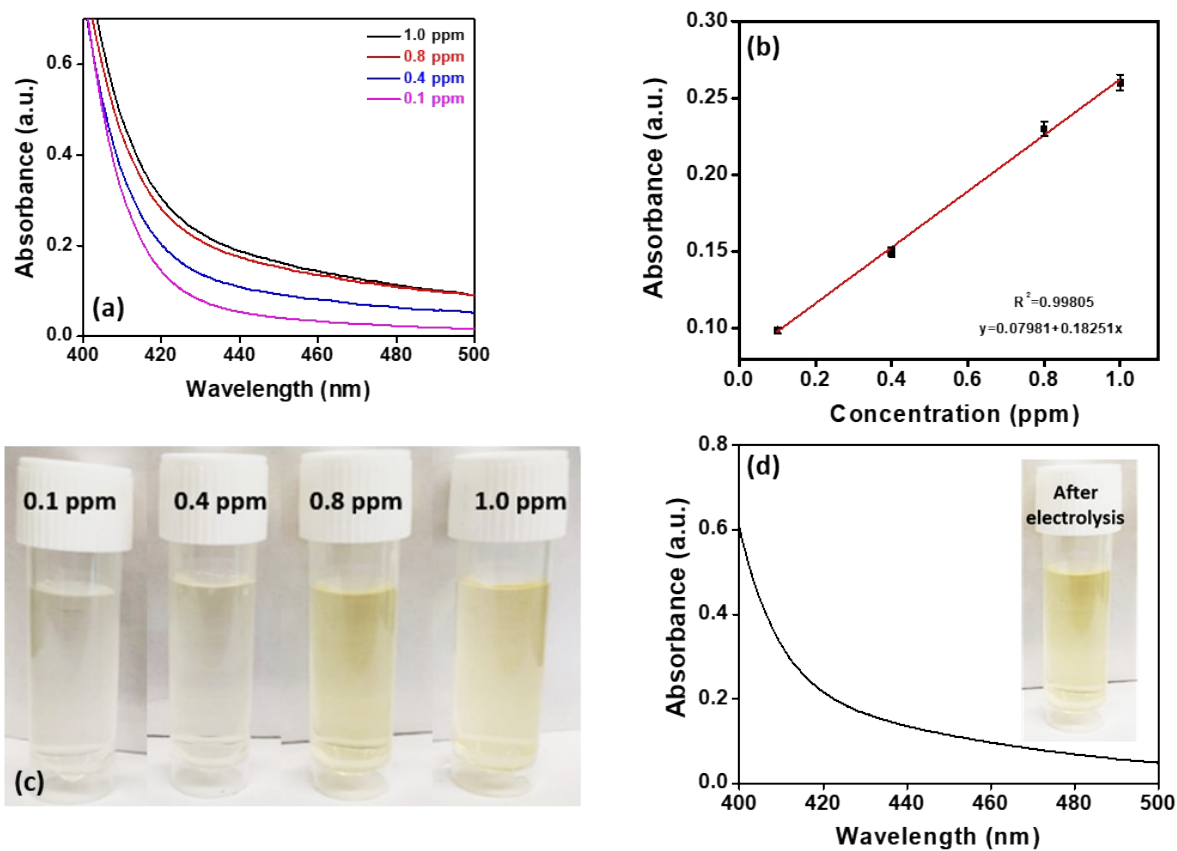 1.0 ppm
0.8 ppm
0.4 ppm
0.1 ppm
0.6
0.4
0.2
0.0
400 420 440 460 480 500
Absorbance (a.u.)
Wavelength (nm)
(a)
(b)
0.30
0.25
0.20
0.15
0.10
0.0 0.2 0.4 0.6 0.8 1.0
Absorbance (a.u.)
Concentration (ppm)
R²=0.99805
y=0.07981+0.18251x
0.1 ppm
0.4 ppm
0.8 ppm
1.0 ppm
(c)
(d)
0.8
0.6
0.4
0.2
0.0
400 420 440 460 480 500
Absorbance (a.u.)
Wavelength (nm)
After
electrolysis